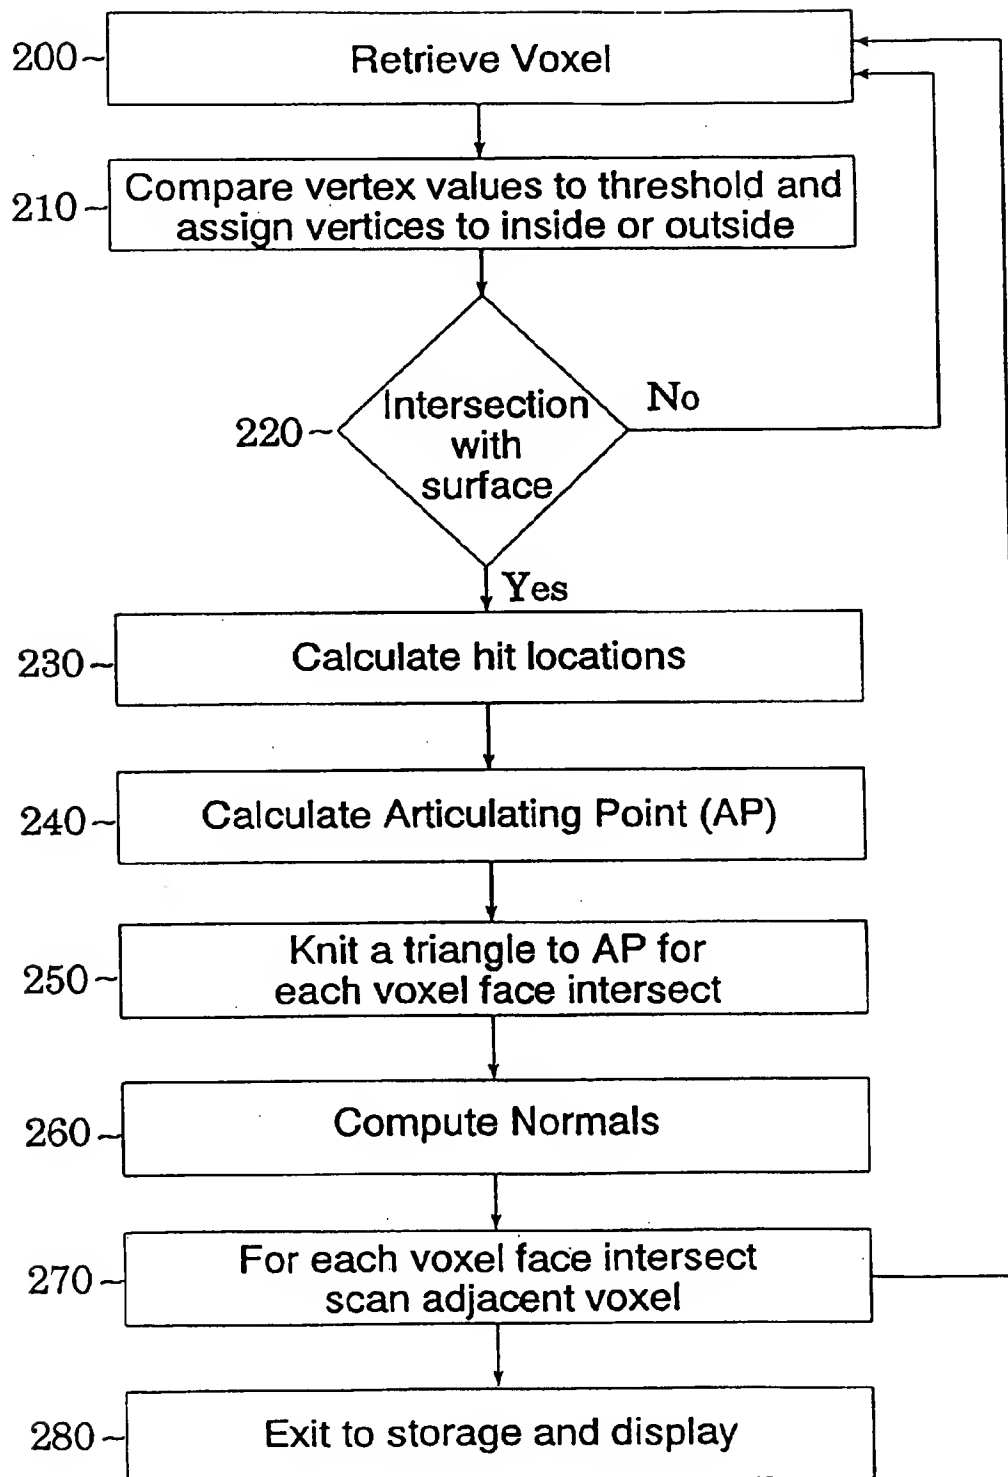 200
Retrieve Voxel
210
Compare vertex values to threshold and
assign vertices to inside or outside
220
Intersection
with
surface
No
Yes
230
Calculate hit locations
240
Calculate Articulating Point (AP)
250
Knit a triangle to AP for
each voxel face intersect
260
Compute Normals
270
For each voxel face intersect
scan adjacent voxel
280
Exit to storage and display